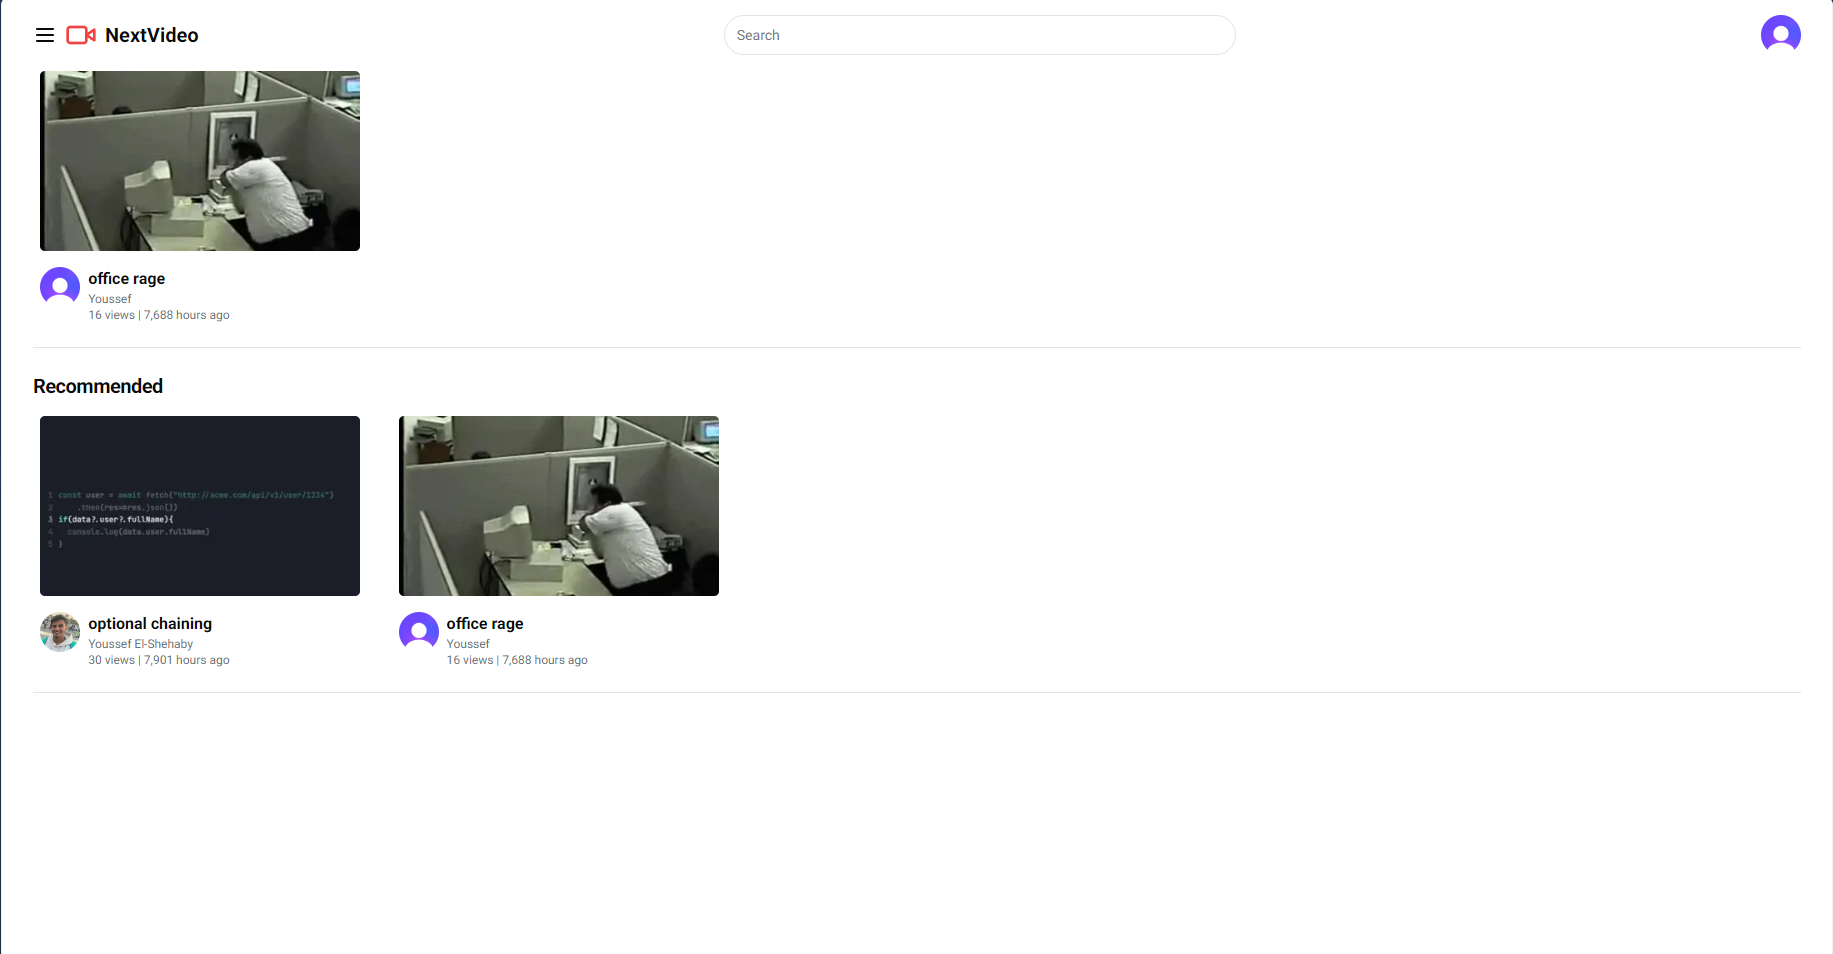 NextVideo
Search
office rage
Youssef
16 views | 7,688 hours ago
Recommended
1 const user = await fetch("http://acme.com/api/v1/user/1234")
2 .then(res=>res.json())
3 if(data?.user?.fullName){
4 console.log(data.user.fullName)
5 }
optional chaining
Youssef El-Shehaby
30 views | 7,901 hours ago
office rage
Youssef
16 views | 7,688 hours ago